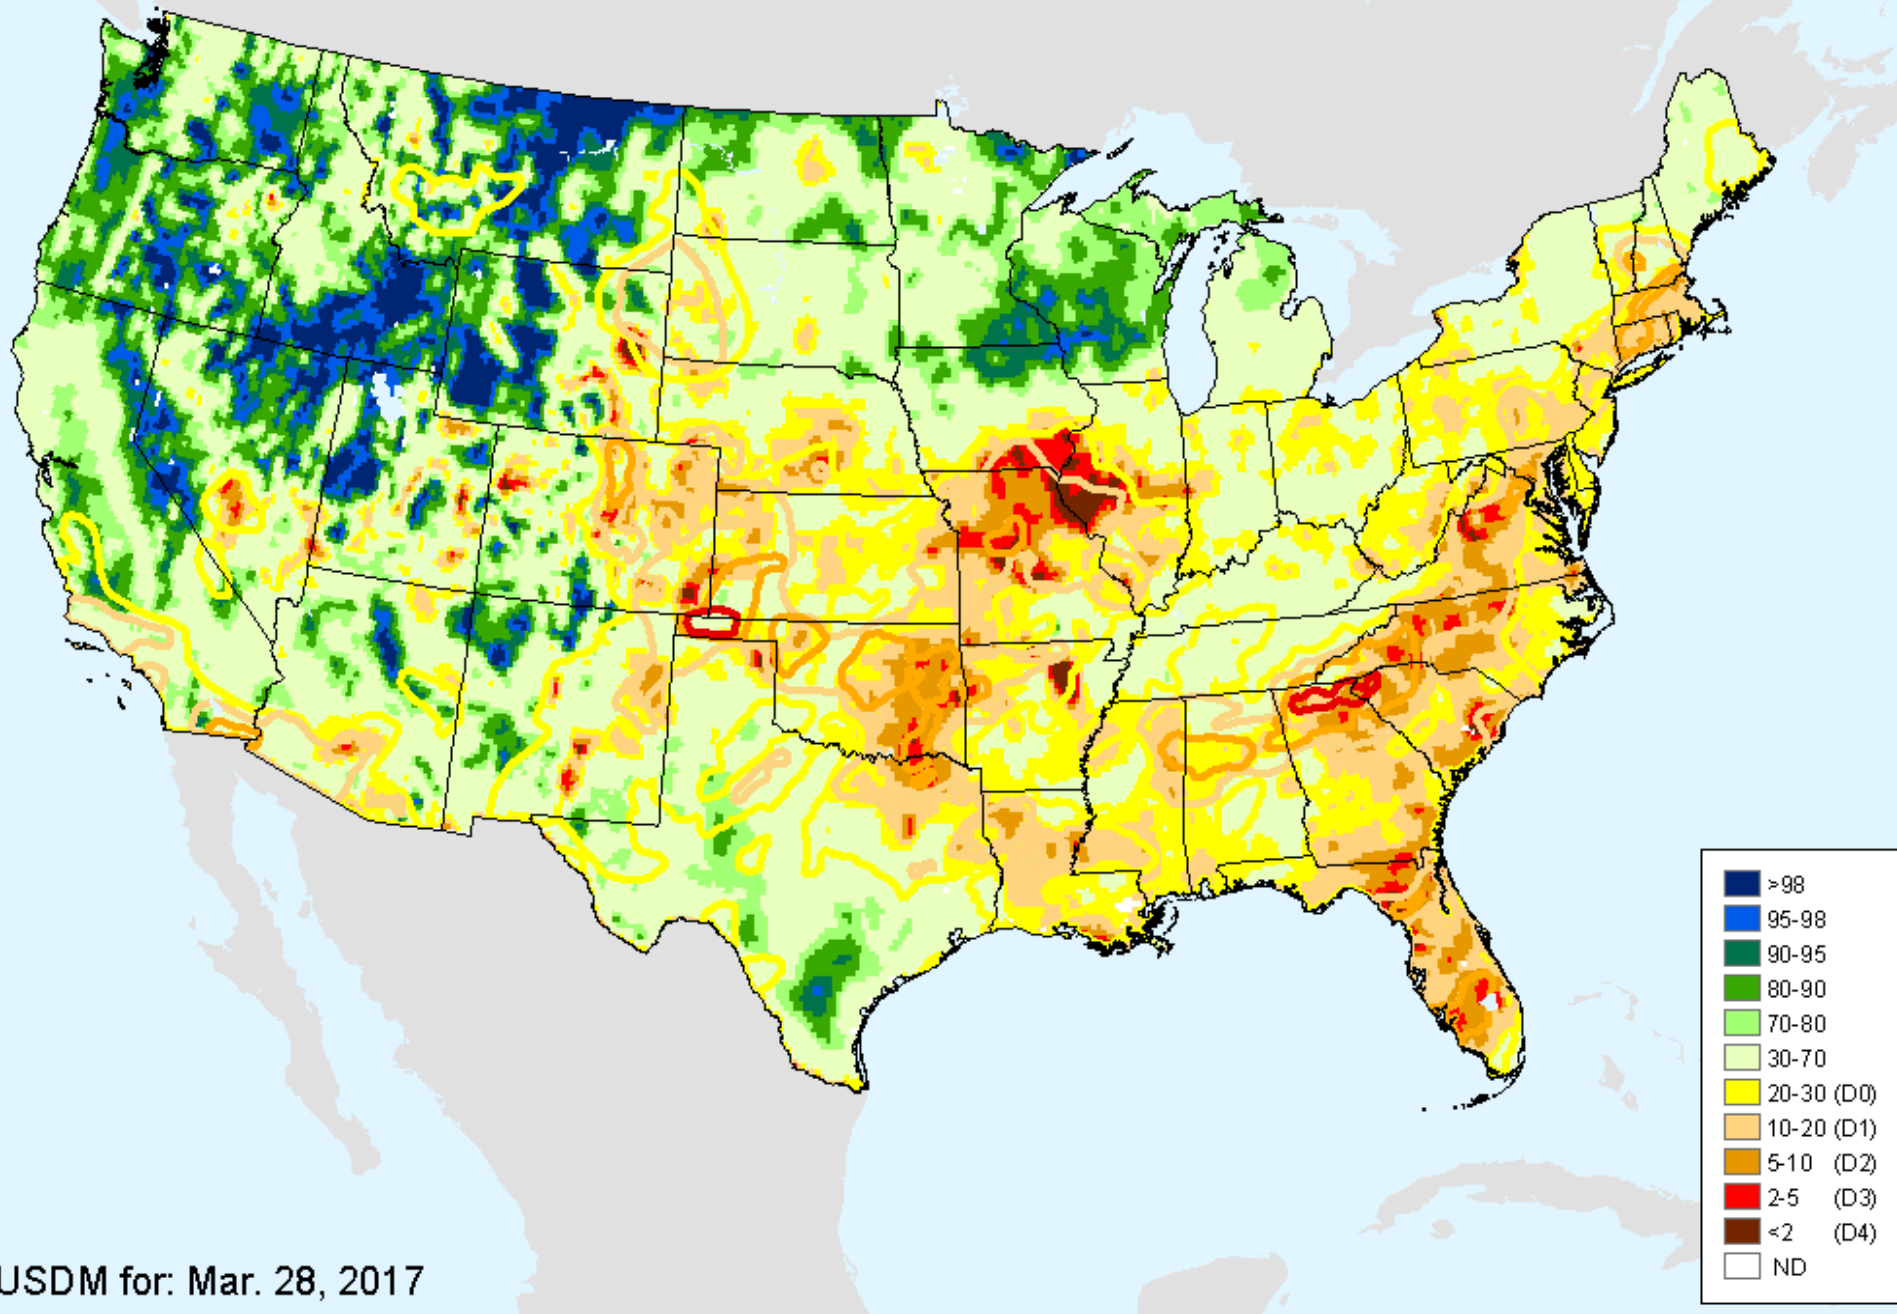 >98
95-98
90-95
80-90
70-80
30-70
20-30 (D0)
10-20 (D1)
5-10 (D2)
2-5 (D3)
<2 (D4)
ND
USDM for: Mar. 28, 2017